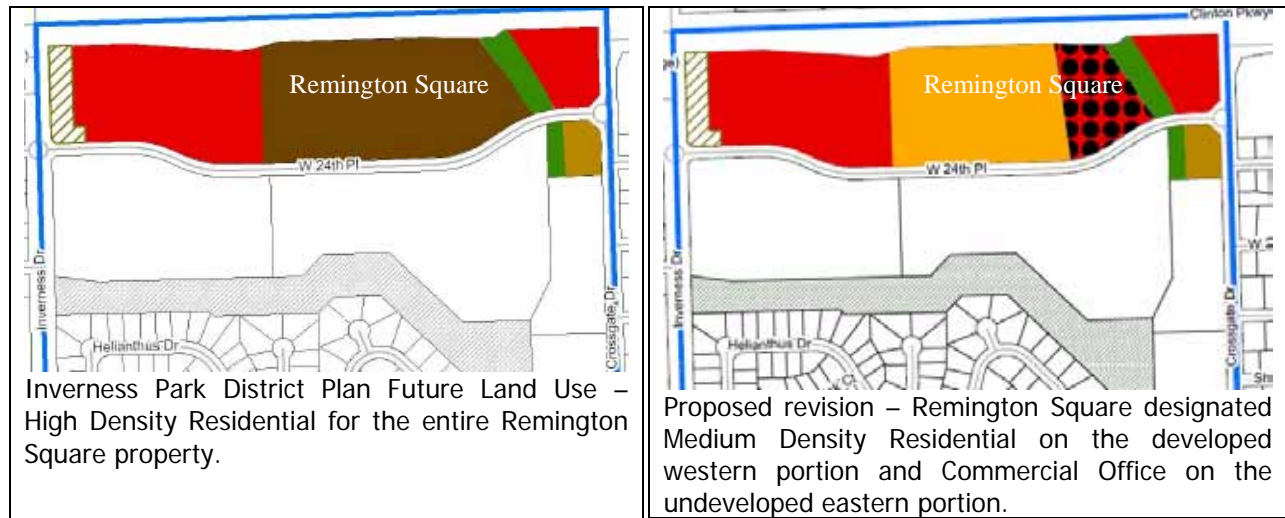 Remington Square
W 24th Pl
Inverness Dr
Crossgate Dr
Helianthus Dr
Inverness Park District Plan Future Land Use –
High Density Residential for the entire Remington
Square property.
Clinton Pkwy
Remington Square
W 24th Pl
Inverness Dr
Crossgate Dr
Helianthus Dr
Ct
Proposed revision – Remington Square designated
Medium Density Residential on the developed
western portion and Commercial Office on the
undeveloped eastern portion.